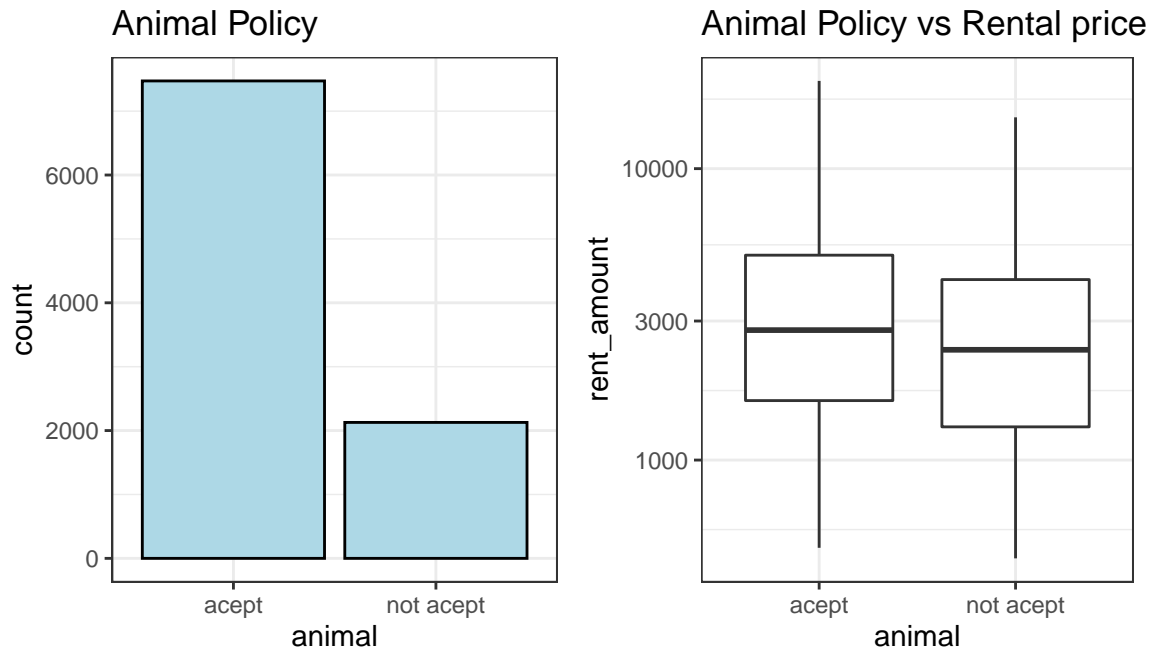 Animal Policy
count
6000
4000
2000
0
acept
not acept
animal
Animal Policy vs Rental price
rent_amount
10000
3000
1000
acept
not acept
animal